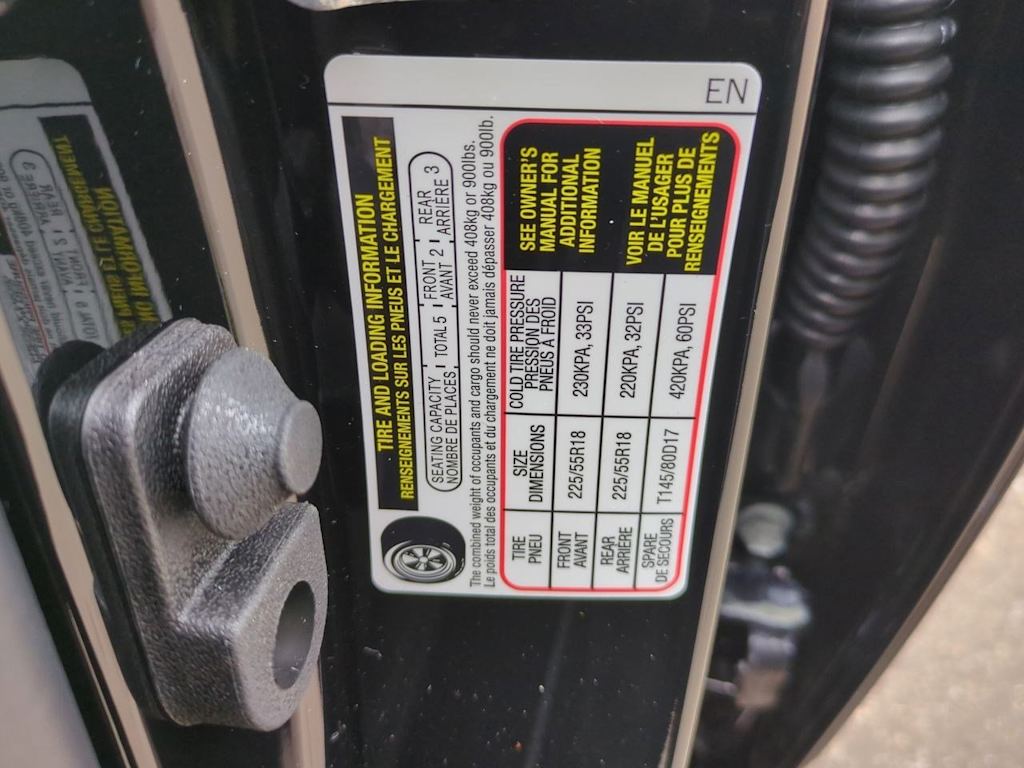 EN
TIRE AND LOADING INFORMATION
RENSEIGNEMENTS SUR LES PNEUS ET LE CHARGEMENT
SEATING CAPACITY TOTAL 5 FRONT 2 REAR 3
NOMBRE DE PLACES AVANT ARRIÈRE
The combined weight of occupants and cargo should never exceed 408kg or 900lbs.
Le poids total des occupants et du chargement ne doit jamais dépasser 408kg ou 900lb.
TIRE SIZE COLD TIRE PRESSURE
PNEU DIMENSIONS PRESSION DES
PNEUS À FROID
FRONT 225/55R18 230KPA, 33PSI
AVANT
REAR 225/55R18 220KPA, 32PSI
ARRIÈRE
SPARE T145/80D17 420KPA, 60PSI
DE SECOURS
SEE OWNER'S
MANUAL FOR
ADDITIONAL
INFORMATION
VOIR LE MANUEL
DE L'USAGER
POUR PLUS DE
RENSEIGNEMENTS